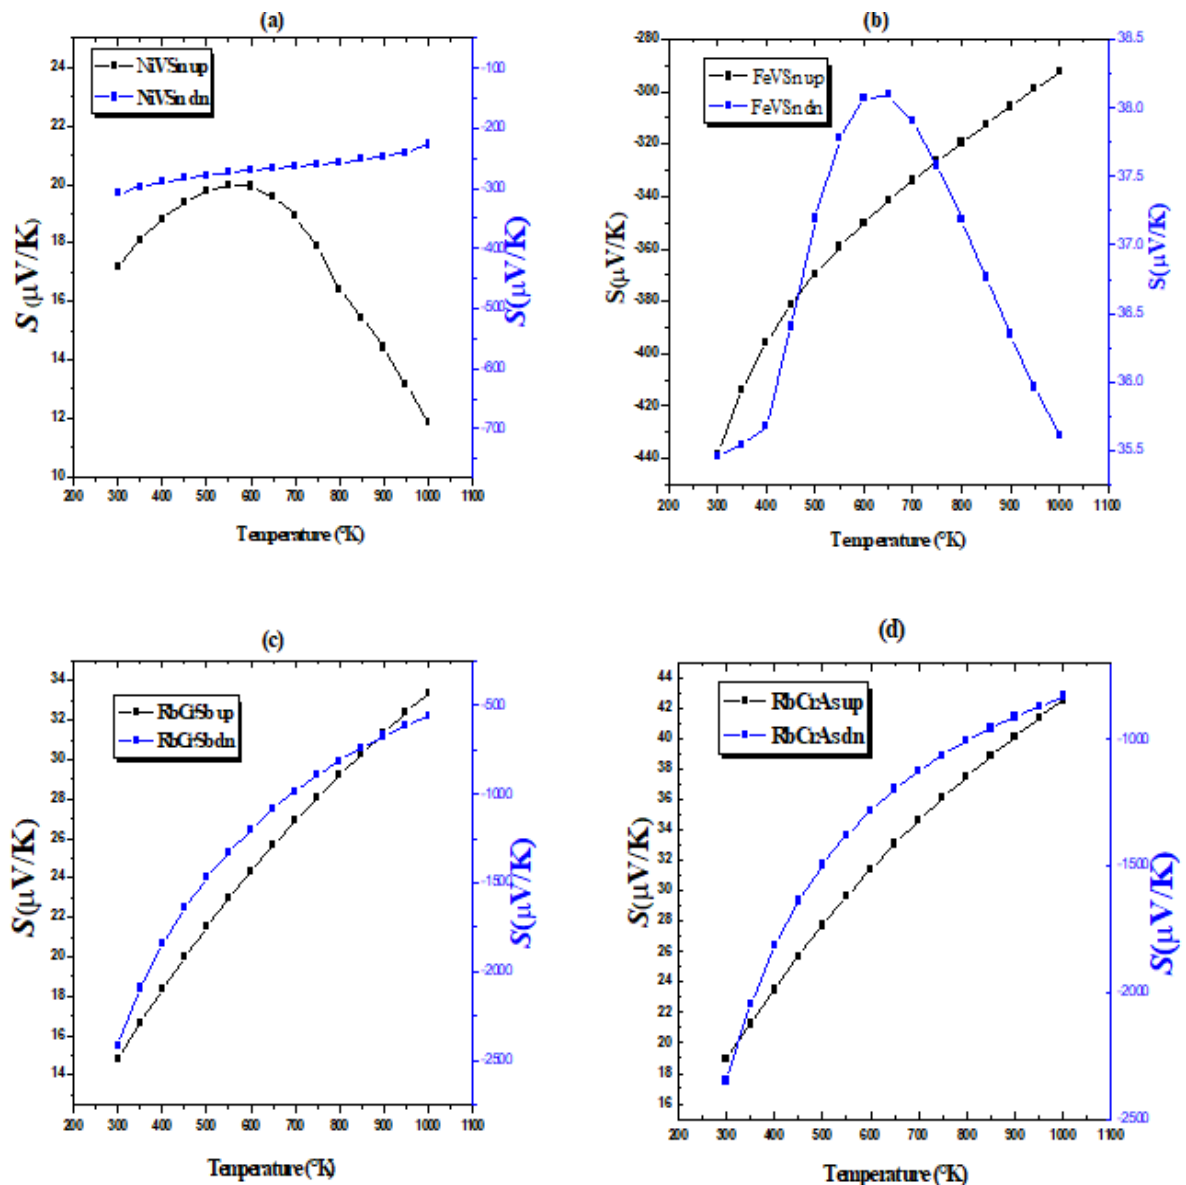 (a)
NiVSn up
NiVSn dn
24
22
20
18
16
14
12
10
-100
-200
-300
-400
-500
-600
-700
S (μV/K)
S(μV/K)
200 300 400 500 600 700 800 900 1000 1100
Temperature (°K)
(b)
FeVSn up
FeVSn dn
-280
-300
-320
-340
-360
-380
-400
-420
-440
38.5
38.0
37.5
37.0
36.5
36.0
35.5
S(μV/K)
S(μV/K)
200 300 400 500 600 700 800 900 1000 1100
Temperature (°K)
(c)
RbCrSb up
RbCrSb dn
34
32
30
28
26
24
22
20
18
16
14
-500
-1000
-1500
-2000
-2500
S(μV/K)
S(μV/K)
200 300 400 500 600 700 800 900 1000 1100
Temperature (°K)
(d)
RbCrAs up
RbCrAs dn
44
42
40
38
36
34
32
30
28
26
24
22
20
18
16
-1000
-1500
-2000
-2500
S(μV/K)
S(μV/K)
200 300 400 500 600 700 800 900 1000 1100
Temperature (°K)